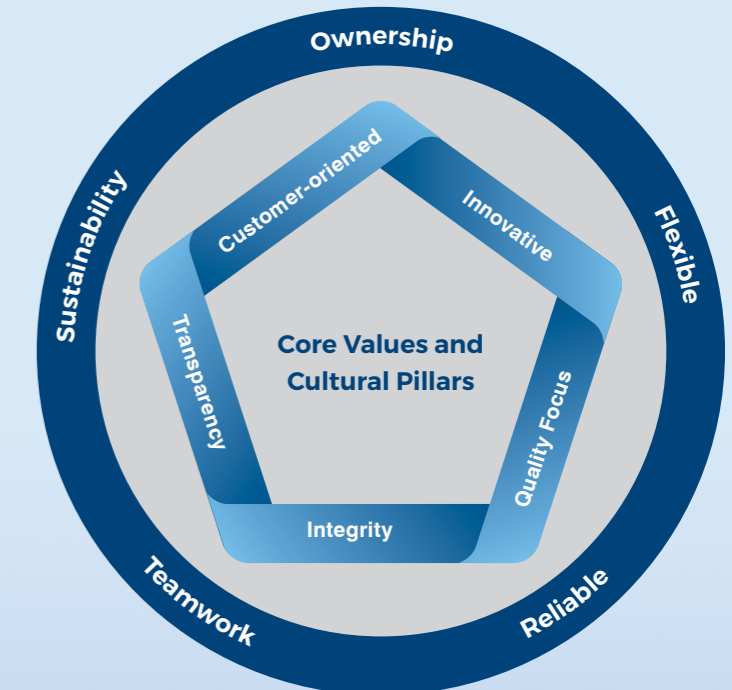 Ownership
Flexible
Reliable
Teamwork
Sustainability
Customer-oriented
Innovative
Quality Focus
Integrity
Transparency
Core Values and
Cultural Pillars